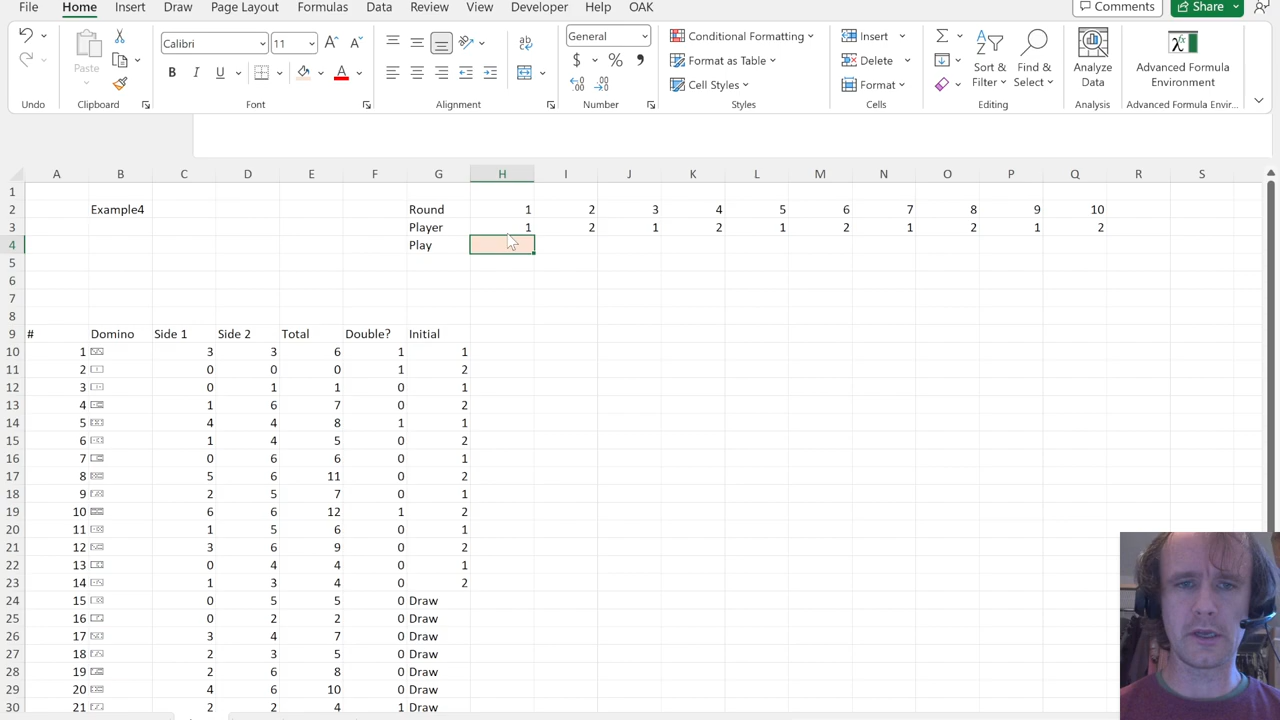 File Home Insert Draw Page Layout Formulas Data Review View Developer Help OAK Comments Share
Calibri 11 General Conditional Formatting Insert
Paste Format as Table Delete Sort & Filter Find & Select Analyze Data Advanced Formula Environment
B I U A $ % Cell Styles Format
Undo Clipboard Font Alignment Number Styles Cells Editing Analysis Advanced Formula Envir...
A B C D E F G H I J K L M N O P Q R S
1
2 Example4 Round 1 2 3 4 5 6 7 8 9 10
3 Player 1 2 1 2 1 2 1 2 1 2
4 Play
5
6
7
8
9 # Domino Side 1 Side 2 Total Double? Initial
10 1 3 3 6 1 1
11 2 0 0 0 1 2
12 3 0 1 1 0 1
13 4 1 6 7 0 2
14 5 4 4 8 1 1
15 6 1 4 5 0 2
16 7 0 6 6 0 1
17 8 5 6 11 0 2
18 9 2 5 7 0 1
19 10 6 6 12 1 2
20 11 1 5 6 0 1
21 12 3 6 9 0 2
22 13 0 4 4 0 1
23 14 1 3 4 0 2
24 15 0 5 5 0 Draw
25 16 0 2 2 0 Draw
26 17 3 4 7 0 Draw
27 18 2 3 5 0 Draw
28 19 2 6 8 0 Draw
29 20 4 6 10 0 Draw
30 21 2 2 4 1 Draw